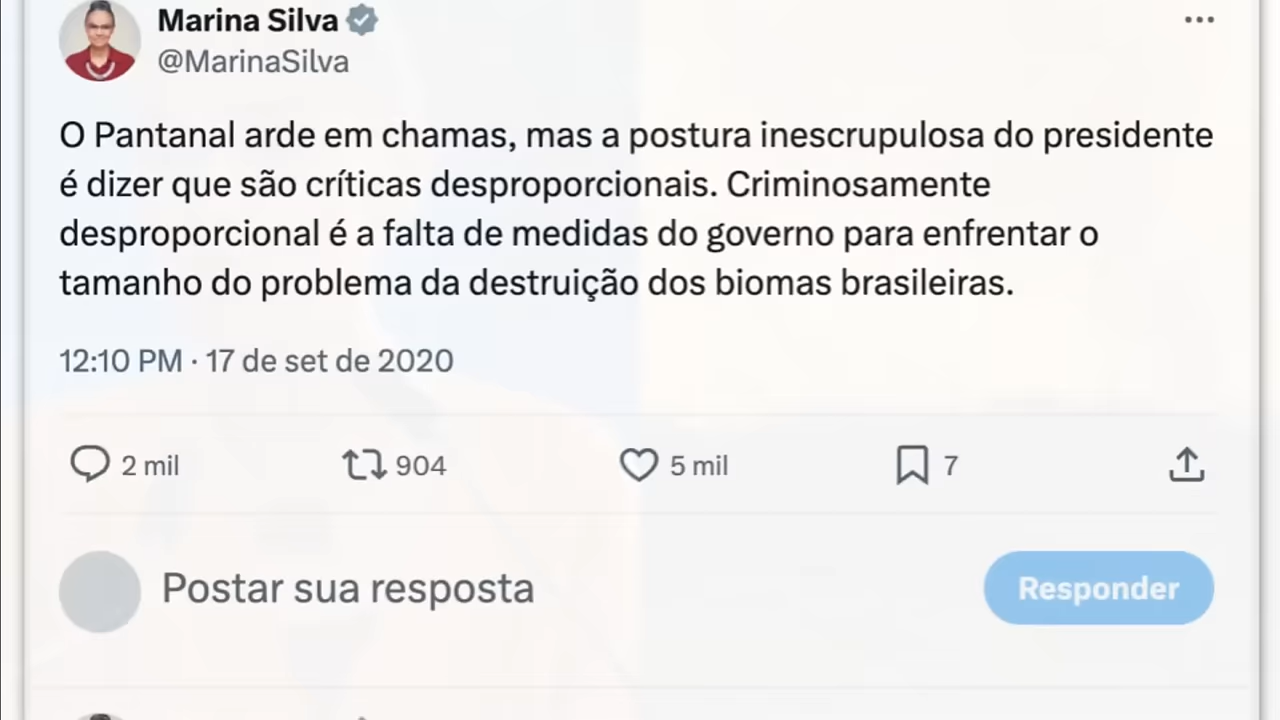 Marina Silva
@MarinaSilva
O Pantanal arde em chamas, mas a postura inescrupulosa do presidente
é dizer que são críticas desproporcionais. Criminosamente
desproporcional é a falta de medidas do governo para enfrentar o
tamanho do problema da destruição dos biomas brasileiras.
12:10 PM · 17 de set de 2020
2 mil 904 5 mil 7
Postar sua resposta Responder